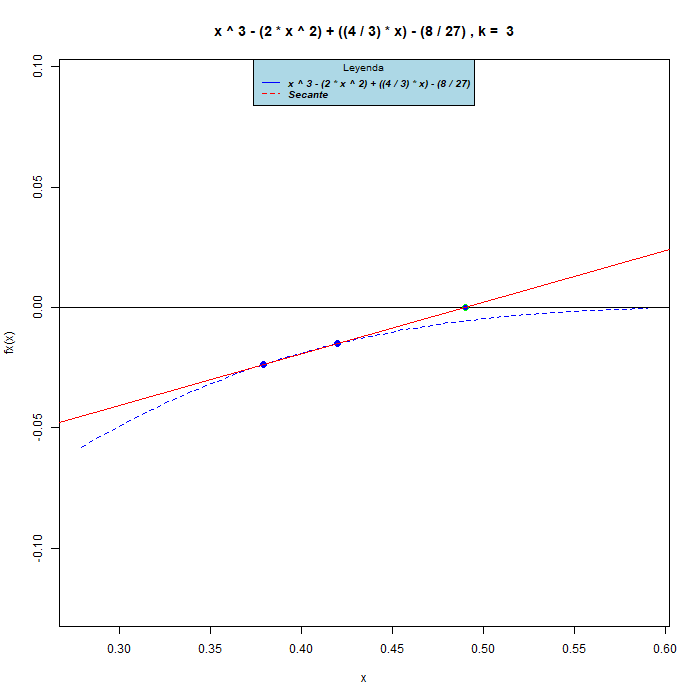 x ^ 3 - (2 * x ^ 2) + ((4 / 3) * x) - (8 / 27) , k =  3
Leyenda
x ^ 3 - (2 * x ^ 2) + ((4 / 3) * x) - (8 / 27)
Secante
0.10
0.05
0.00
-0.05
-0.10
fx(x)
0.30
0.35
0.40
0.45
0.50
0.55
0.60
x